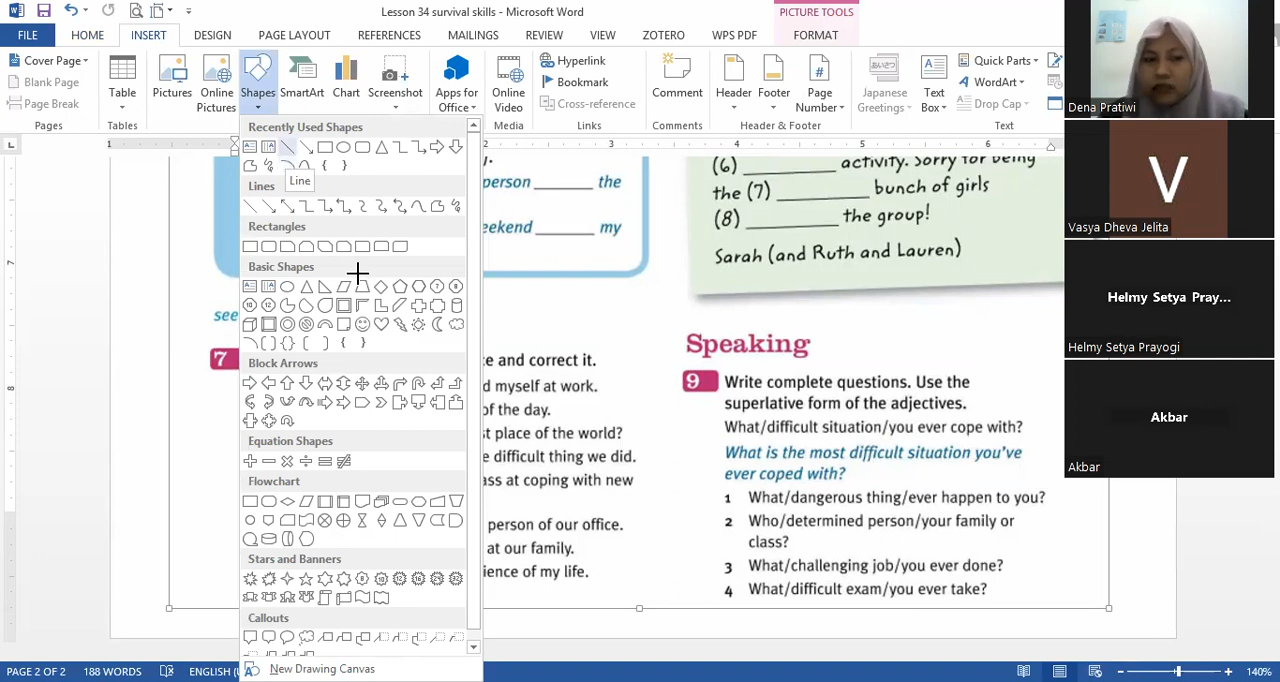 Lesson 34 survival skills - Microsoft Word
PICTURE TOOLS
FILE
HOME
INSERT
DESIGN
PAGE LAYOUT
REFERENCES
MAILINGS
REVIEW
VIEW
ZOTERO
WPS PDF
FORMAT
Cover Page
Blank Page
Page Break
Pages
Table
Tables
Pictures
Online Pictures
Shapes
SmartArt
Chart
Screenshot
Apps for Office
Online Video
Media
Hyperlink
Bookmark
Cross-reference
Links
Comment
Comments
Header
Footer
Page Number
Header & Footer
Japanese Greetings
Text Box
Quick Parts
WordArt
Drop Cap
Text
Recently Used Shapes
Line
Lines
Rectangles
Basic Shapes
Block Arrows
Equation Shapes
Flowchart
Stars and Banners
Callouts
New Drawing Canvas
person ______ the
eekend ______ my
see
7
e and correct it.
d myself at work.
of the day.
st place of the world?
e difficult thing we did.
ass at coping with new
person of our office.
at our family.
ience of my life.
(6) ______ activity. Sorry for being
the (7) ______ bunch of girls
(8) ______ the group!
Sarah (and Ruth and Lauren)
Speaking
9 Write complete questions. Use the
superlative form of the adjectives.
What/difficult situation/you ever cope with?
What is the most difficult situation you've
ever coped with?
1 What/dangerous thing/ever happen to you?
2 Who/determined person/your family or
class?
3 What/challenging job/you ever done?
4 What/difficult exam/you ever take?
Dena Pratiwi
V
Vasya Dheva Jelita
Helmy Setya Pray...
Helmy Setya Prayogi
Akbar
Akbar
PAGE 2 OF 2
188 WORDS
ENGLISH (U
140%